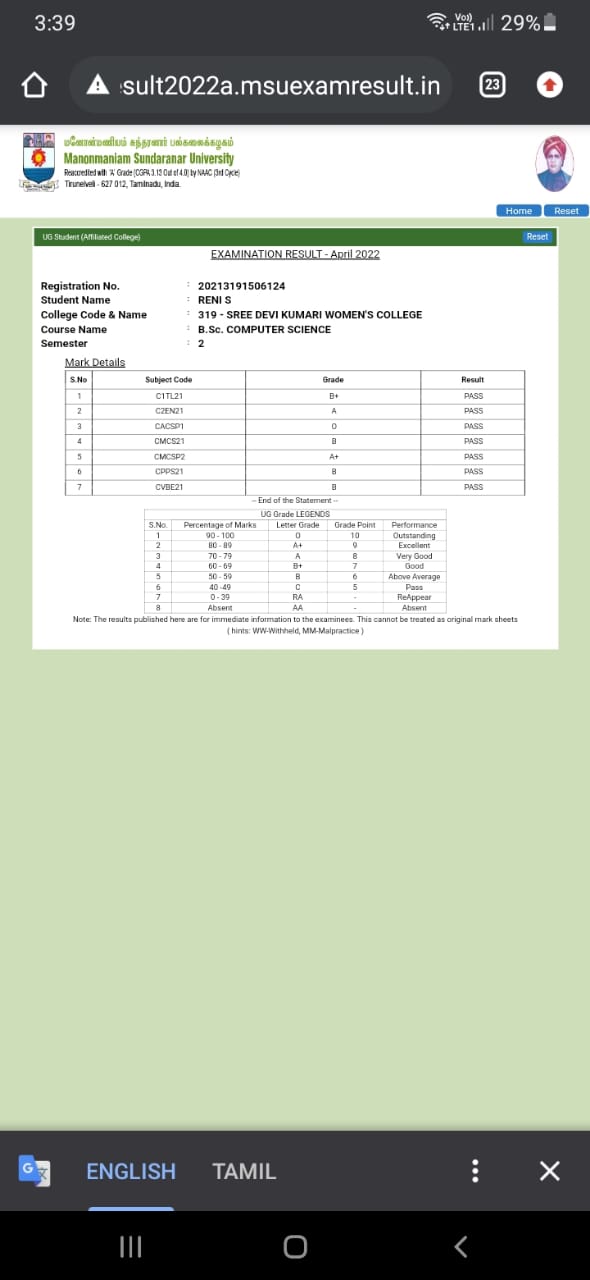 3:39
Vo)) LTE1 29%
sult2022a.msuexamresult.in 23
மனோன்மணியம் சுந்தரனார் பல்கலைக்கழகம்
Manonmaniam Sundaranar University
Reaccredited with 'A' Grade (CGPA 3.13 Out of 4.0) by NAAC (3rd Cycle)
Tirunelveli - 627 012, Tamilnadu, India.
Home Reset
UG Student (Affiliated College) Reset
EXAMINATION RESULT - April 2022
Registration No. : 20213191506124
Student Name : RENI S
College Code & Name : 319 - SREE DEVI KUMARI WOMEN'S COLLEGE
Course Name : B.Sc. COMPUTER SCIENCE
Semester : 2
Mark Details
S.No Subject Code Grade Result
1 C1TL21 B+ PASS
2 C2EN21 A PASS
3 CACSP1 O PASS
4 CMCS21 B PASS
5 CMCSP2 A+ PASS
6 CPPS21 B PASS
7 CVBE21 B PASS
-- End of the Statement --
UG Grade LEGENDS
S.No. Percentage of Marks Letter Grade Grade Point Performance
1 90 - 100 O 10 Outstanding
2 80 - 89 A+ 9 Excellent
3 70 - 79 A 8 Very Good
4 60 - 69 B+ 7 Good
5 50 - 59 B 6 Above Average
6 40 -49 C 5 Pass
7 0 - 39 RA - ReAppear
8 Absent AA - Absent
Note: The results published here are for immediate information to the examinees. This cannot be treated as original mark sheets
( hints: WW-Withheld, MM-Malpractice )
ENGLISH TAMIL